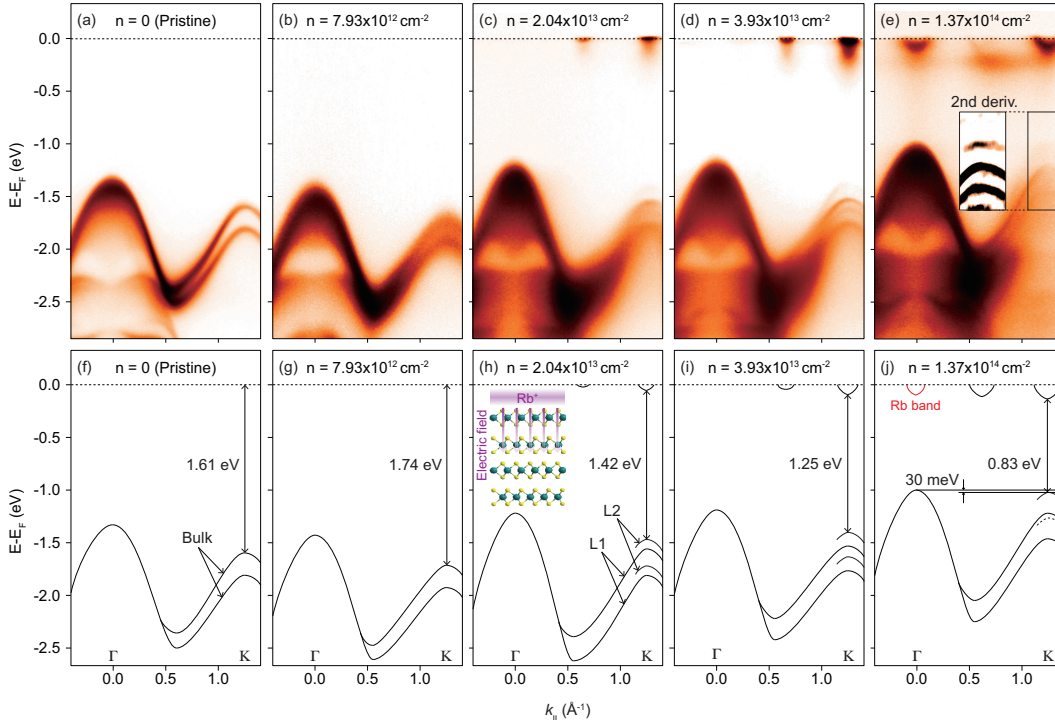 (a) n = 0 (Pristine)
(b) n = 7.93x10¹² cm⁻²
(c) n = 2.04x10¹³ cm⁻²
(d) n = 3.93x10¹³ cm⁻²
(e) n = 1.37x10¹⁴ cm⁻²
0.0
-0.5
-1.0
-1.5
-2.0
-2.5
E-E_F (eV)
2nd deriv.
(f) n = 0 (Pristine)
(g) n = 7.93x10¹² cm⁻²
(h) n = 2.04x10¹³ cm⁻²
(i) n = 3.93x10¹³ cm⁻²
(j) n = 1.37x10¹⁴ cm⁻²
0.0
-0.5
-1.0
-1.5
-2.0
-2.5
E-E_F (eV)
1.61 eV
Bulk
Γ
K
1.74 eV
Γ
K
Rb⁺
Electric field
1.42 eV
L2
L1
Γ
K
1.25 eV
Γ
K
Rb band
0.83 eV
30 meV
Γ
K
0.0 0.5 1.0
0.0 0.5 1.0
0.0 0.5 1.0
0.0 0.5 1.0
0.0 0.5 1.0
k_∥ (Å⁻¹)